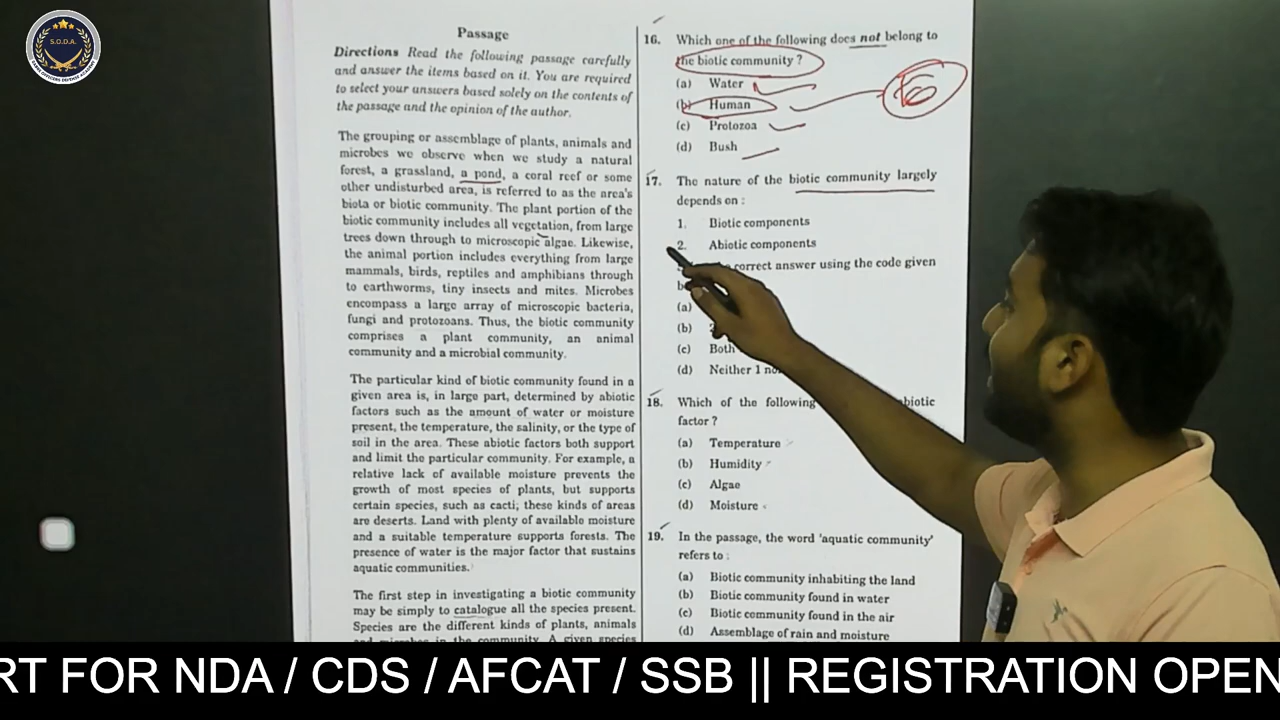 S.O.D.A.
Passage
Directions Read the following passage carefully
and answer the items based on it. You are required
to select your answers based solely on the contents of
the passage and the opinion of the author.
The grouping or assemblage of plants, animals and
microbes we observe when we study a natural
forest, a grassland, a pond, a coral reef or some
other undisturbed area, is referred to as the area's
biota or biotic community. The plant portion of the
biotic community includes all vegetation, from large
trees down through to microscopic algae. Likewise,
the animal portion includes everything from large
mammals, birds, reptiles and amphibians through
to earthworms, tiny insects and mites. Microbes
encompass a large array of microscopic bacteria,
fungi and protozoans. Thus, the biotic community
comprises a plant community, an animal
community and a microbial community.
The particular kind of biotic community found in a
given area is, in large part, determined by abiotic
factors such as the amount of water or moisture
present, the temperature, the salinity, or the type of
soil in the area. These abiotic factors both support
and limit the particular community. For example, a
relative lack of available moisture prevents the
growth of most species of plants, but supports
certain species, such as cacti; these kinds of areas
are deserts. Land with plenty of available moisture
and a suitable temperature supports forests. The
presence of water is the major factor that sustains
aquatic communities.
The first step in investigating a biotic community
may be simply to catalogue all the species present.
Species are the different kinds of plants, animals
and microbes in the community. A given species
16. Which one of the following does not belong to
the biotic community ?
(a) Water
(b) Human
(c) Protozoa
(d) Bush
17. The nature of the biotic community largely
depends on :
1. Biotic components
2. Abiotic components
correct answer using the code given
(a)
(b)
(c) Both
(d) Neither 1
18. Which of the following abiotic
factor ?
(a) Temperature
(b) Humidity
(c) Algae
(d) Moisture
19. In the passage, the word 'aquatic community'
refers to :
(a) Biotic community inhabiting the land
(b) Biotic community found in water
(c) Biotic community found in the air
(d) Assemblage of rain and moisture
RT FOR NDA / CDS / AFCAT / SSB || REGISTRATION OPEN